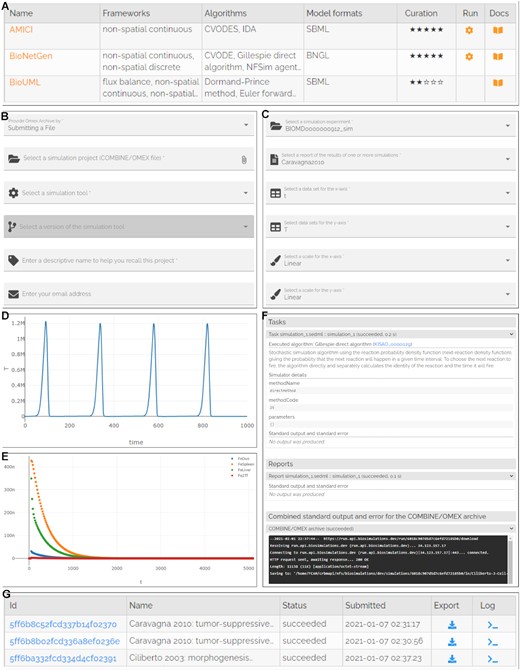 A
Name Frameworks Algorithms Model formats Curation Run Docs
AMICI non-spatial continuous CVODES, IDA SBML ★★★★★
BioNetGen non-spatial continuous, non-spatial discrete CVODE, Gillespie direct algorithm, NFSim agent... BNGL ★★★★★
BioUML flux balance, non-spatial continuous, non-spatial... Dormand-Prince method, Euler forward... SBML ★★☆☆☆
B
Provide Omex Archive by
Submitting a File
Select a simulation project (COMBINE/OMEX file) *
Select a simulation tool *
Select a version of the simulation tool
Enter a descriptive name to help you recall this project *
Enter your email address
C
Select a simulation experiment *
BIOMD0000000912_sim
Select a report of the results of one or more simulations *
Caravagna2010
Select a data set for the x-axis *
t
Select data sets for the y-axis *
T
Select a scale for the x-axis *
Linear
Select a scale for the y-axis *
Linear
D
1.2M
1M
0.8M
0.6M
0.4M
0.2M
0
T
0 200 400 600 800 1000
time
E
400m
300m
200m
100m
0
0 1000 2000 3000 4000 5000
t
F
Tasks
Task simulation_1.sedml : simulation_1 (succeeded, 0.2 s)
Executed algorithm: Gillespie direct algorithm
Stochastic simulation algorithm using the reaction probability density function (next reaction density functions
giving the probability that the next reaction will happen in a given time interval. To choose the next reaction to
fire, the algorithm directly and separately calculates the identity of the reaction and the time it will fire
Simulator details
methodName
methodCode
parameters
Standard output and standard error
No output was produced
Reports
Report simulation_1.sedml : simulation_1 (succeeded, 0.2 s)
Standard output and standard error
No output was produced
Combined standard output and error for the COMBINE/OMEX archive
COMBINE/OMEX archive (succeeded)
HTTP request sent, awaiting response... 200 OK
G
Id Name Status Submitted Export Log
5ff6b8c52fcd337b14f02370 Caravagna 2010: tumor-suppressive... succeeded 2021-01-07 02:31:17
5ff6b8b02fcd336a8ef0236e Caravagna 2010: tumor-suppressive... succeeded 2021-01-07 02:30:56
5ff6ba332fcd334d4cf02391 Ciliberto 2003: morphogenesis... succeeded 2021-01-07 02:37:23